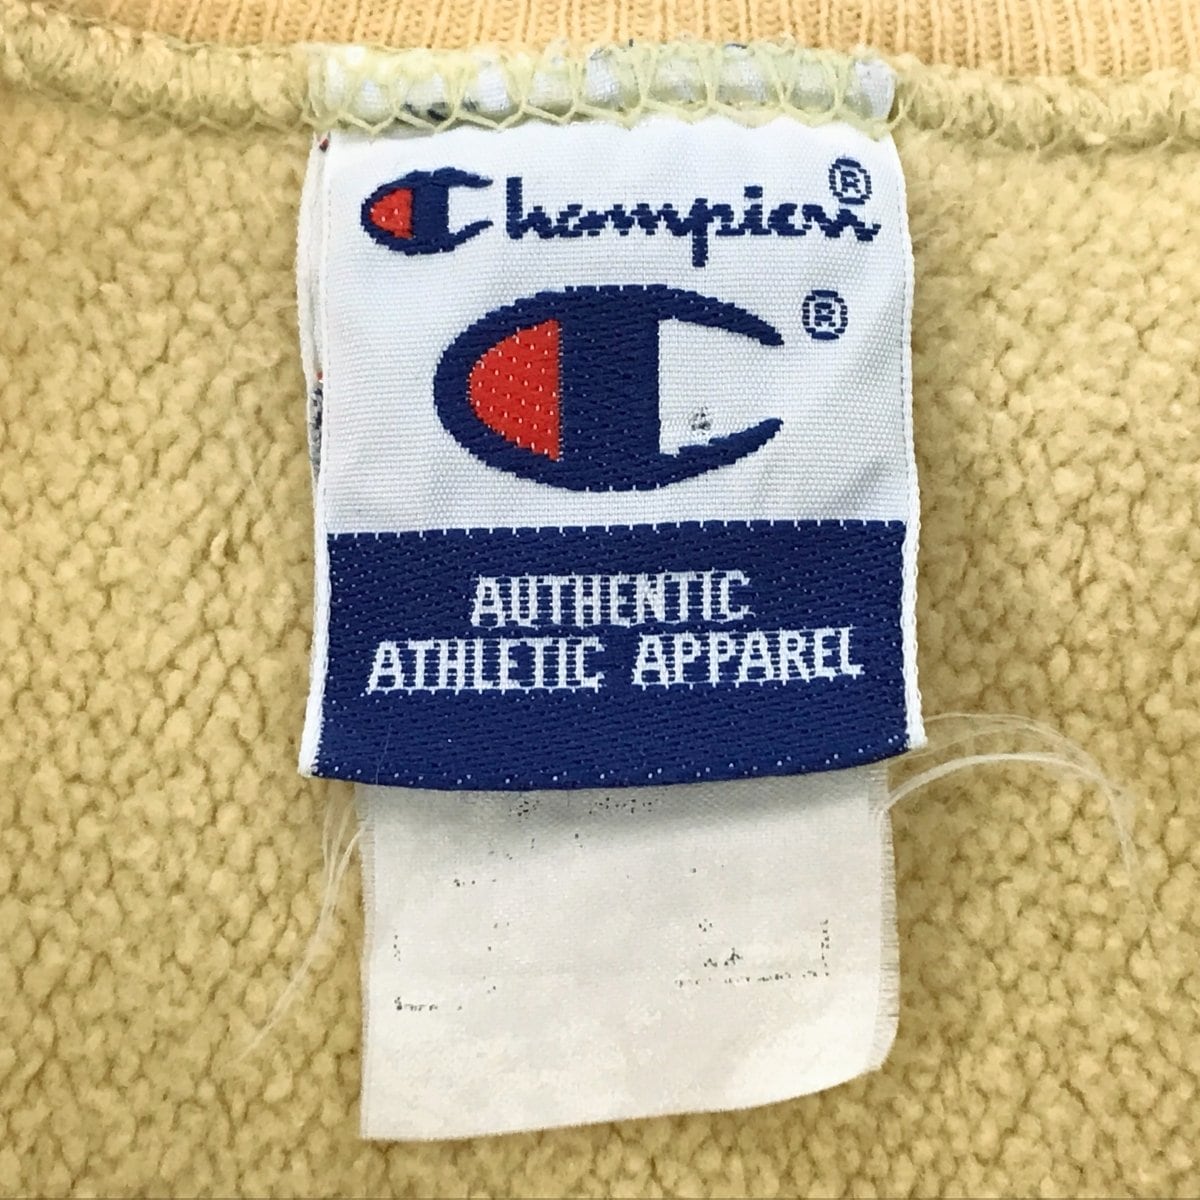 Champion®
®
AUTHENTIC
ATHLETIC APPAREL